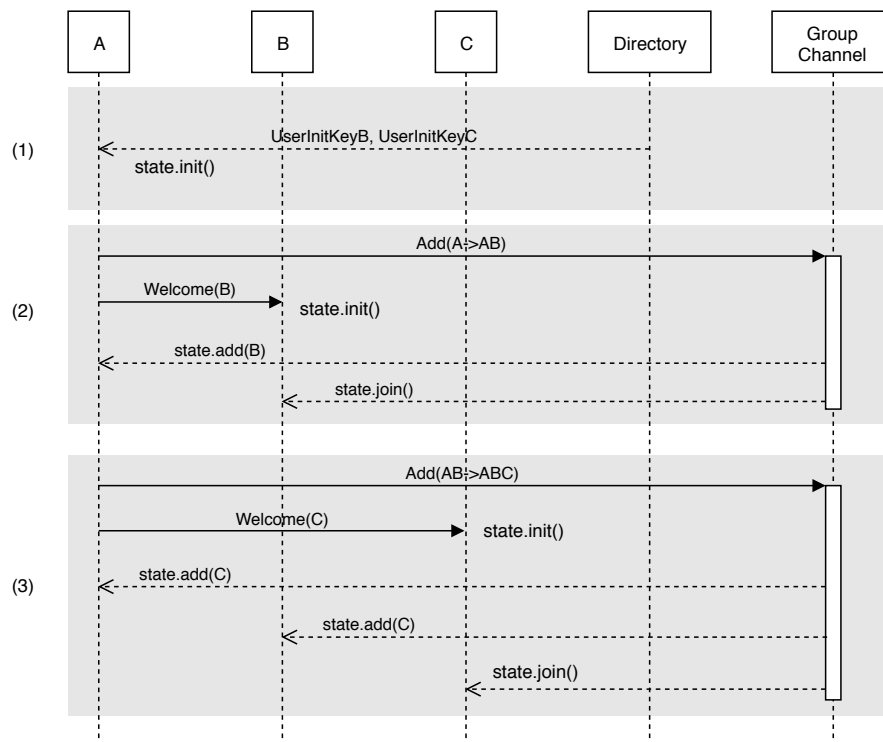 A
B
C
Directory
Group
Channel
(1)
UserInitKeyB, UserInitKeyC
state.init()
(2)
Add(A->AB)
Welcome(B)
state.init()
state.add(B)
state.join()
(3)
Add(AB->ABC)
Welcome(C)
state.init()
state.add(C)
state.add(C)
state.join()